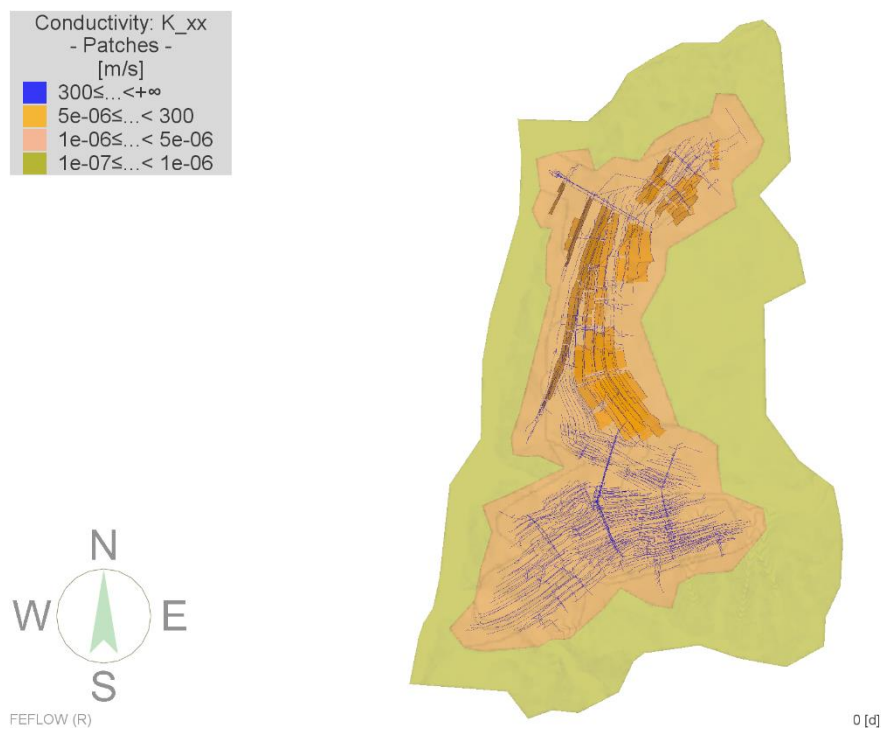 Conductivity: K_xx
- Patches -
[m/s]
300≤...<+∞
5e-06≤...< 300
1e-06≤...< 5e-06
1e-07≤...< 1e-06
N
W E
S
FEFLOW (R)
0 [d]